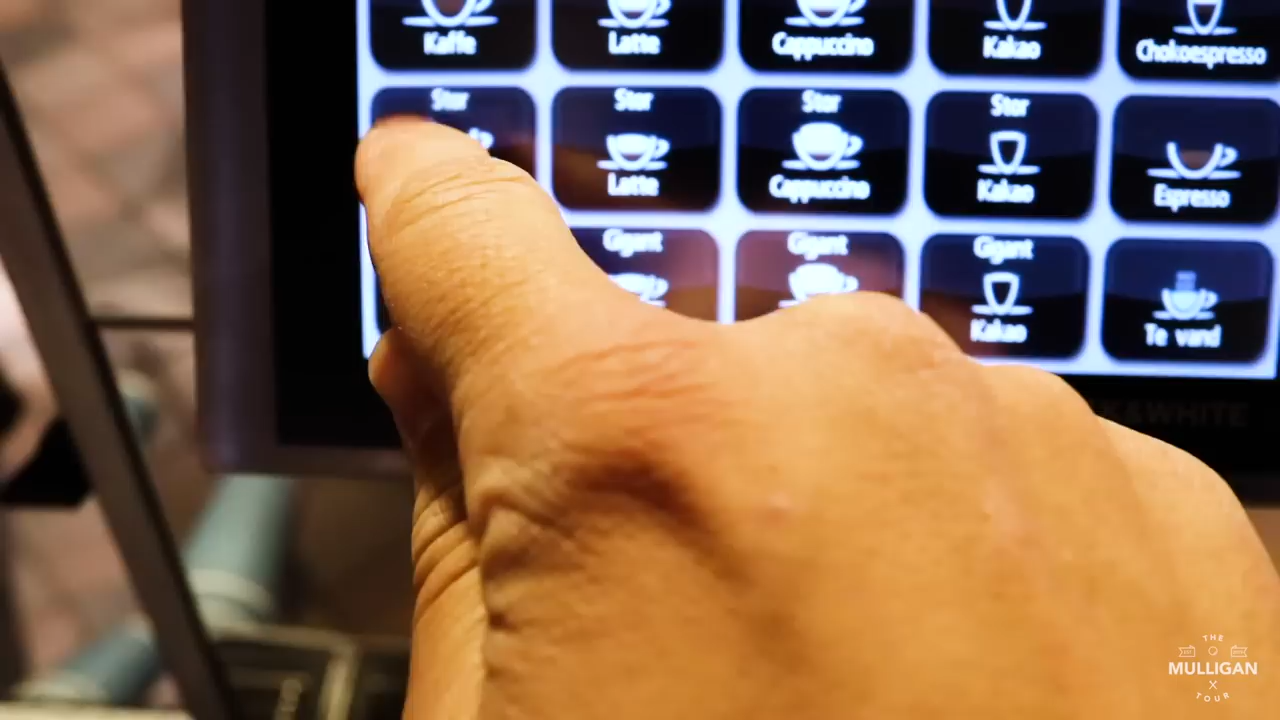 Kaffe
Latte
Cappuccino
Kakao
Chokoespresso
Stor
Stor
Latte
Stor
Cappuccino
Stor
Kakao
Espresso
Gigant
Gigant
Gigant
Kakao
Te vand
K&WHITE
THE
MULLIGAN
X
TOUR